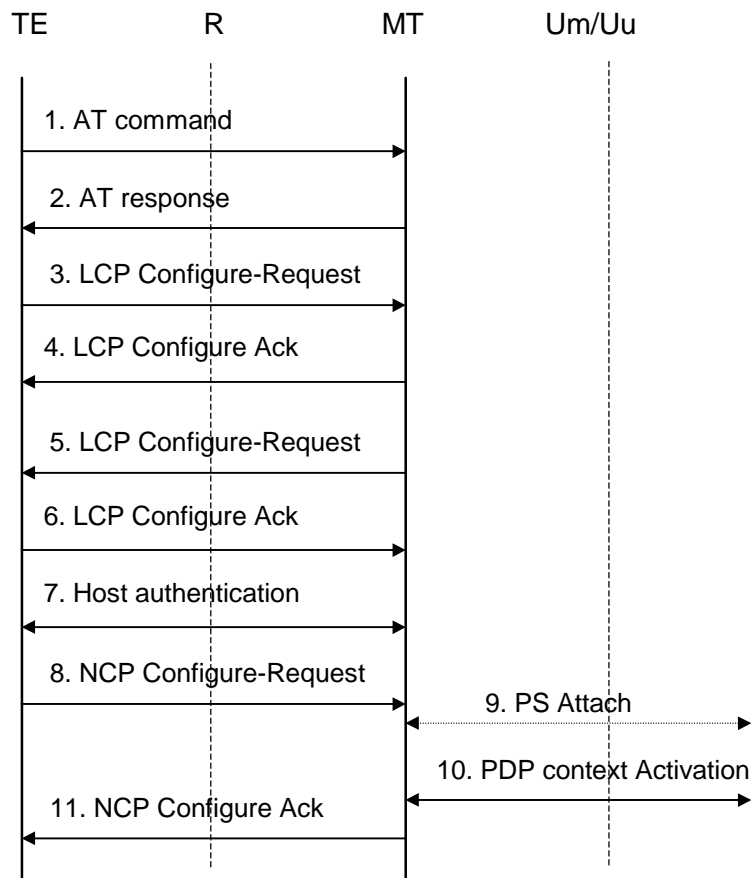 TE R MT Um/Uu
1. AT command
2. AT response
3. LCP Configure-Request
4. LCP Configure Ack
5. LCP Configure-Request
6. LCP Configure Ack
7. Host authentication
8. NCP Configure-Request
9. PS Attach
10. PDP context Activation
11. NCP Configure Ack